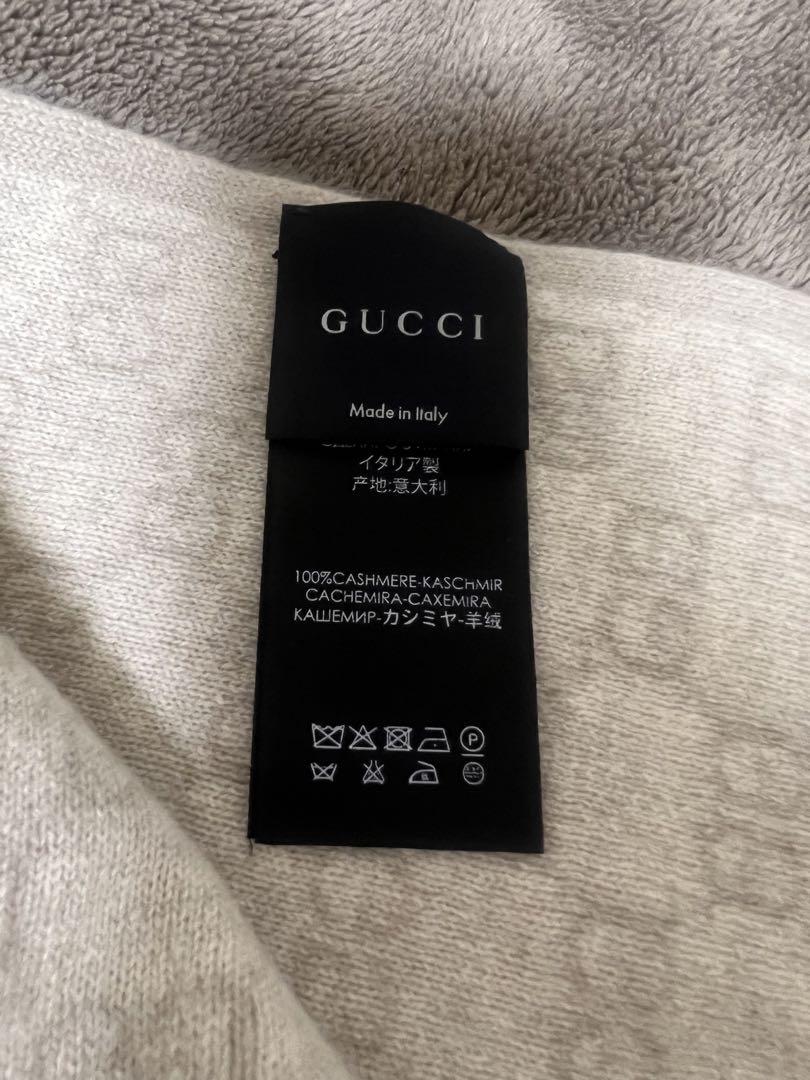 GUCCI
Made in Italy
イタリア製
产地:意大利
100%CASHMERE-KASCHMIR
CACHEMIRA-CAXEMIRA
КАШЕМИР-カシミヤ-羊绒
P